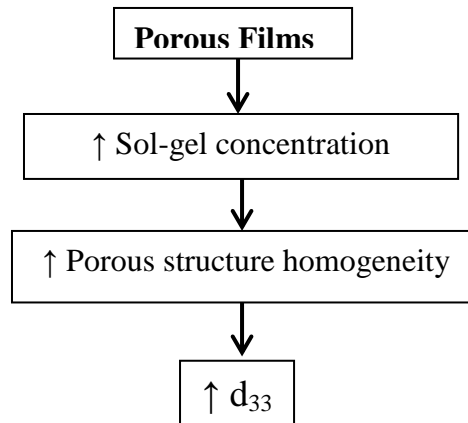 Porous Films
↑ Sol-gel concentration
↑ Porous structure homogeneity
↑ d₃₃